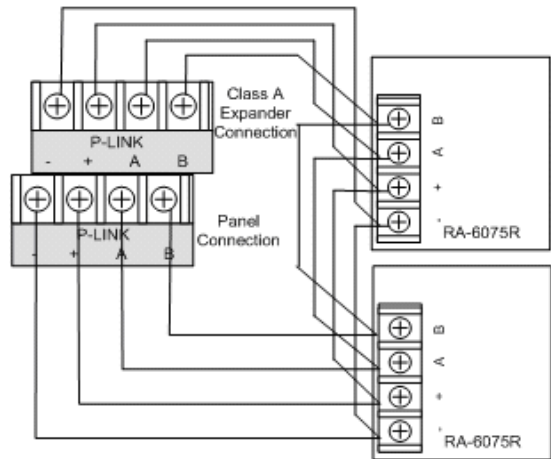 Class A
Expander
Connection
P-LINK
- + A B
Panel
Connection
P-LINK
- + A B
B
A
+
-
RA-6075R
B
A
+
-
RA-6075R